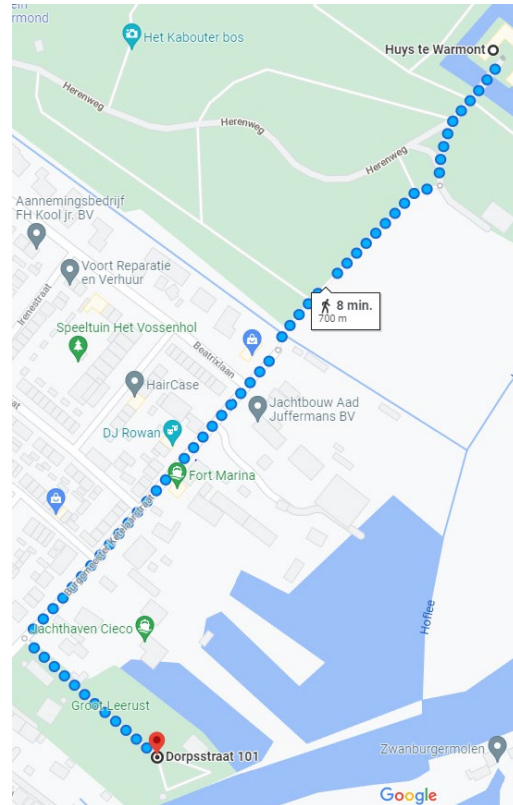 n
rmond
Het Kabouter bos
Huys te Warmont
Herenweg
Herenweg
Herenweg
Aannemingsbedrijf
FH Kool jr. BV
Voort Reparatie
en Verhuur
Irenestraat
8 min.
700 m
Speeltuin Het Vossenhol
Beatrixlaan
HairCase
Jachtbouw Aad
Juffermans BV
DJ Rowan
Fort Marina
at
Hoflee
Jachthaven Cieco
Groot Leerust
Dorpsstraat 101
Zwanburgermolen
Google